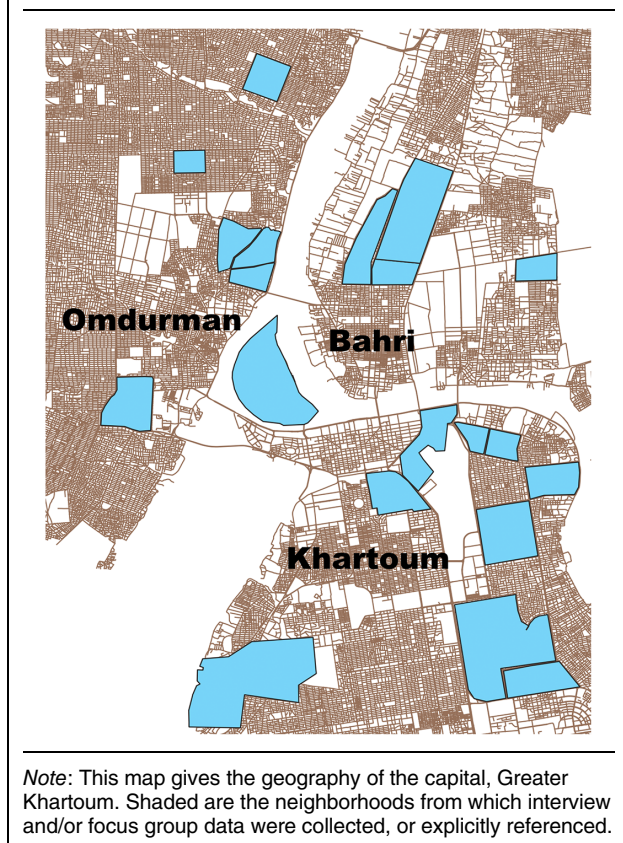 Omdurman
Bahri
Khartoum
Note: This map gives the geography of the capital, Greater
Khartoum. Shaded are the neighborhoods from which interview
and/or focus group data were collected, or explicitly referenced.